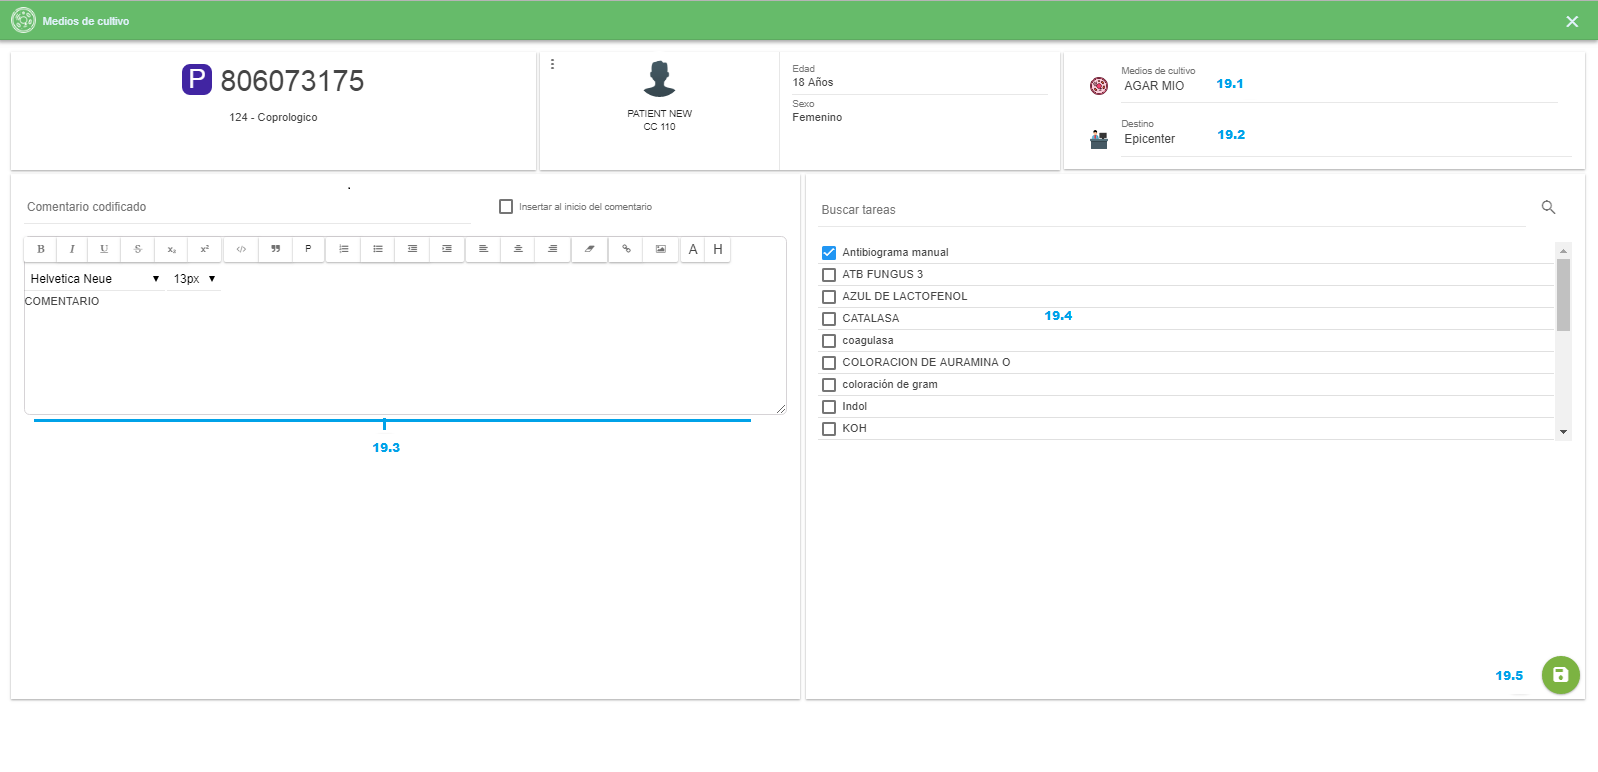 Medios de cultivo
P 806073175
124 - Coprologico
PATIENT NEW
CC 110
Edad
18 Años
Sexo
Femenino
Medios de cultivo
AGAR MIO 19.1
Destino
Epicenter 19.2
Comentario codificado
Insertar al inicio del comentario
B I U S x₂ x² </> " P A H
Helvetica Neue 13px
COMENTARIO
19.3
Buscar tareas
Antibiograma manual
ATB FUNGUS 3
AZUL DE LACTOFENOL
CATALASA 19.4
coagulasa
COLORACION DE AURAMINA O
coloración de gram
Indol
KOH
19.5